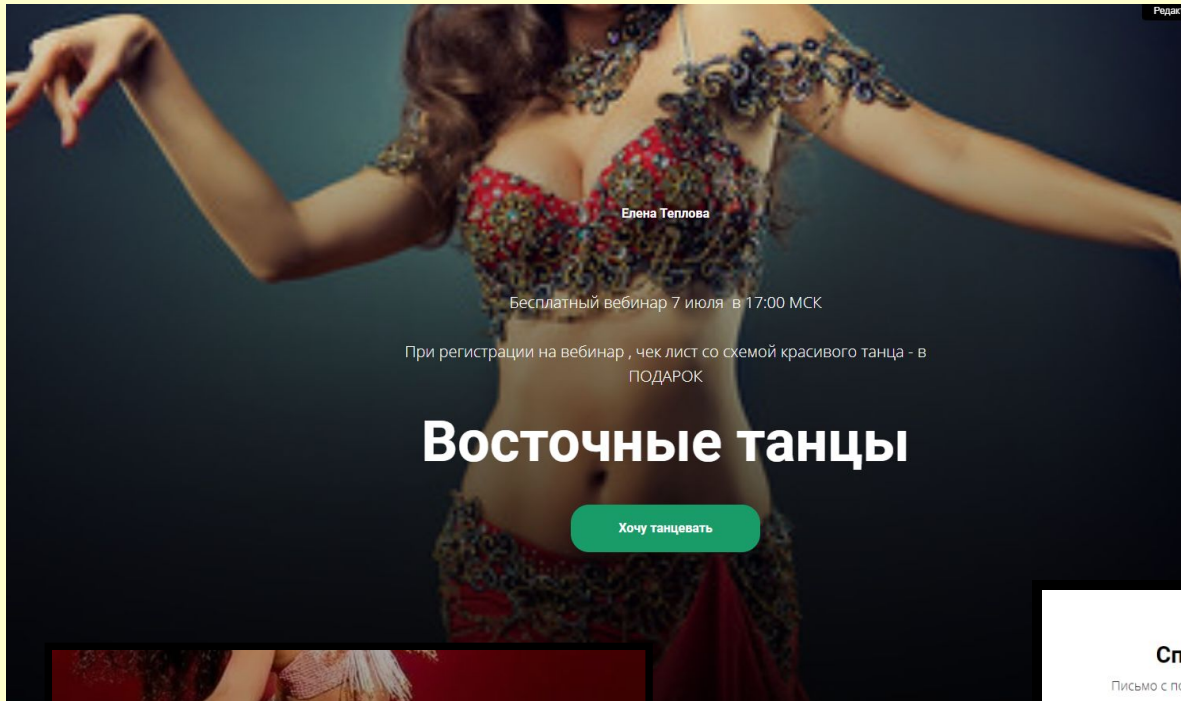 Редак
Елена Теплова
Бесплатный вебинар 7 июля  в 17:00 МСК
При регистрации на вебинар , чек лист со схемой красивого танца - в
ПОДАРОК
Восточные танцы
Хочу танцевать
Сп
Письмо с по